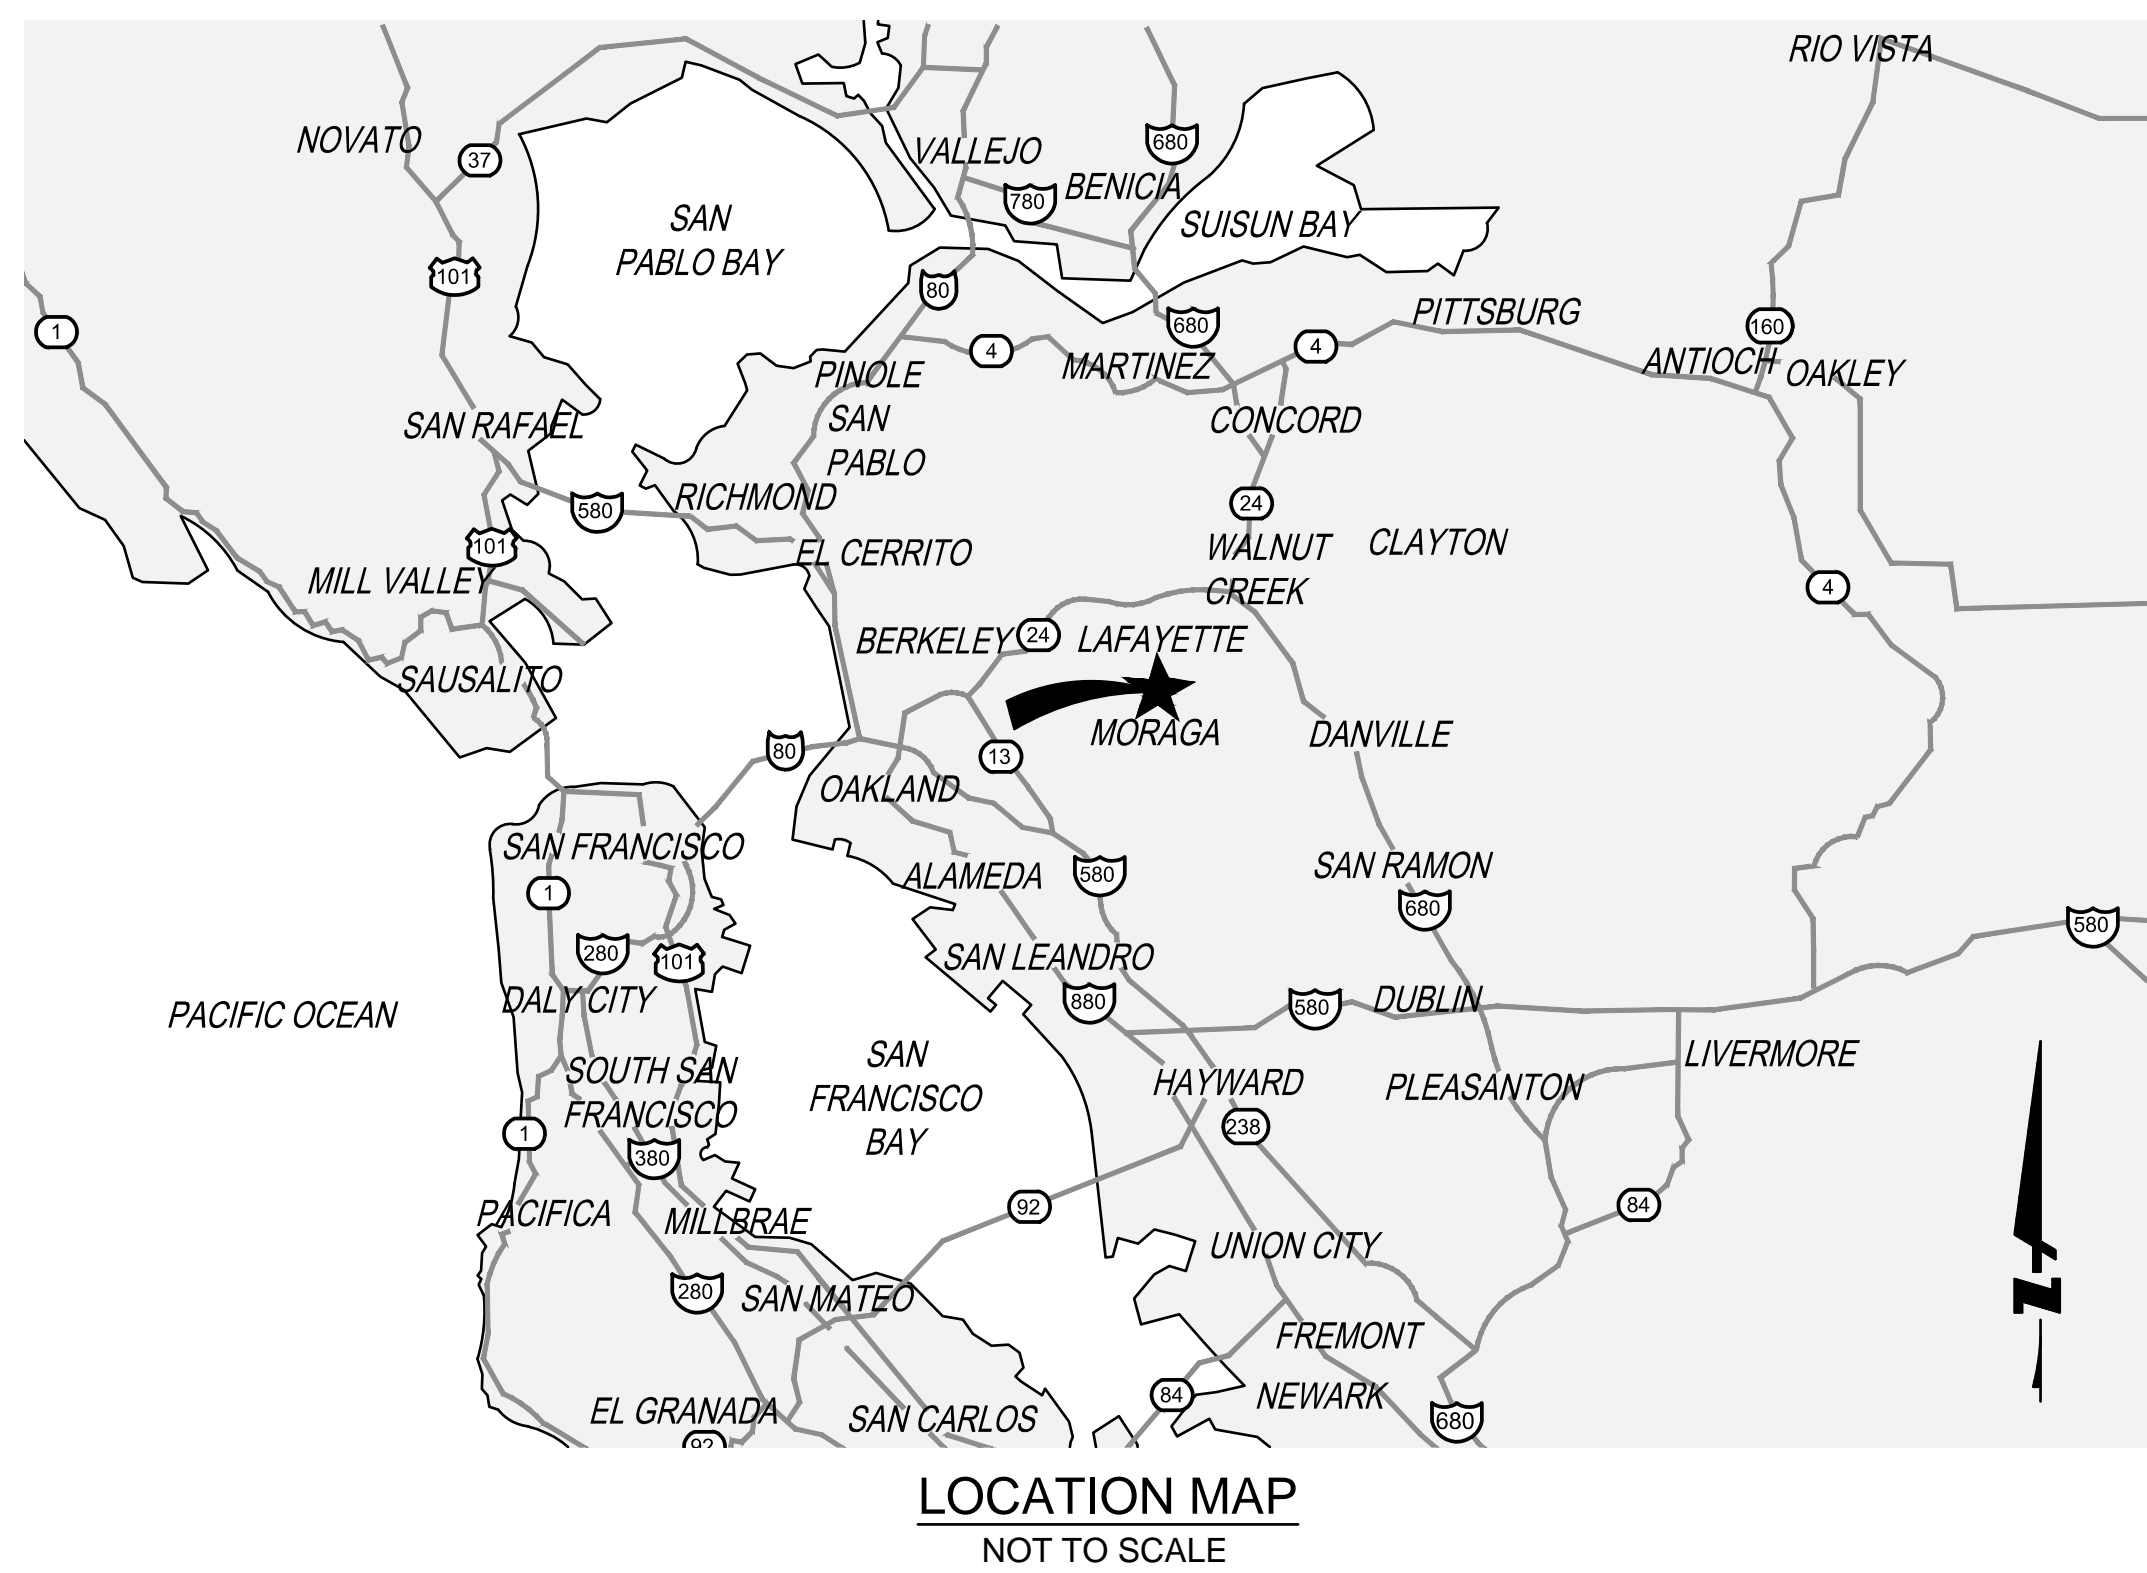 RIO VISTA
NOVATO
37
VALLEJO
680
BENICIA
780
SAN
PABLO BAY
SUISUN BAY
101
80
1
680
PITTSBURG
160
4
4
MARTINEZ
ANTIOCH
OAKLEY
PINOLE
SAN
PABLO
SAN RAFAEL
CONCORD
RICHMOND
580
24
101
EL CERRITO
WALNUT
CREEK
CLAYTON
MILL VALLEY
4
BERKELEY
24
LAFAYETTE
SAUSALITO
MORAGA
DANVILLE
80
13
OAKLAND
SAN FRANCISCO
ALAMEDA
580
SAN RAMON
680
1
580
280
101
SAN LEANDRO
DALY CITY
880
580
DUBLIN
PACIFIC OCEAN
SAN
FRANCISCO
BAY
LIVERMORE
SOUTH SAN
FRANCISCO
HAYWARD
PLEASANTON
1
238
380
92
84
PACIFICA
MILLBRAE
UNION CITY
280
SAN MATEO
N
FREMONT
84
NEWARK
EL GRANADA
SAN CARLOS
680
92
LOCATION MAP
NOT TO SCALE